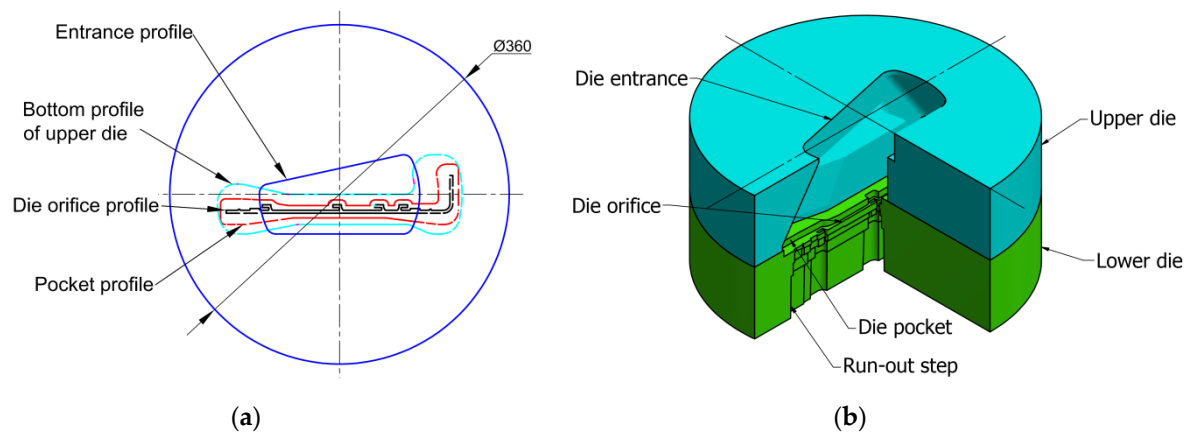 Entrance profile
Ø360
Bottom profile
of upper die
Die orifice profile
Pocket profile
(a)
Die entrance
Upper die
Die orifice
Lower die
Die pocket
Run-out step
(b)